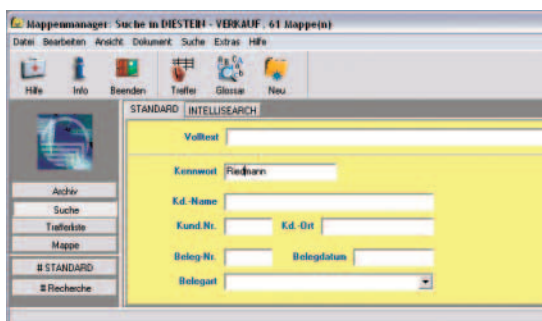 Mappenmanager: Suche in DIESTEIN - VERKAUF, 61 Mappe(n)
Datei Bearbeiten Ansicht Dokument Suche Extras Hilfe
Hilfe Info Beenden Treffer Glossar Neu
STANDARD INTELLISEARCH
Volltext
Kennwort Riedmann
Kd.-Name
Kund.Nr. Kd.-Ort
Beleg-Nr. Belegdatum
Belegart
Archiv
Suche
Trefferliste
Mappe
# STANDARD
# Recherche